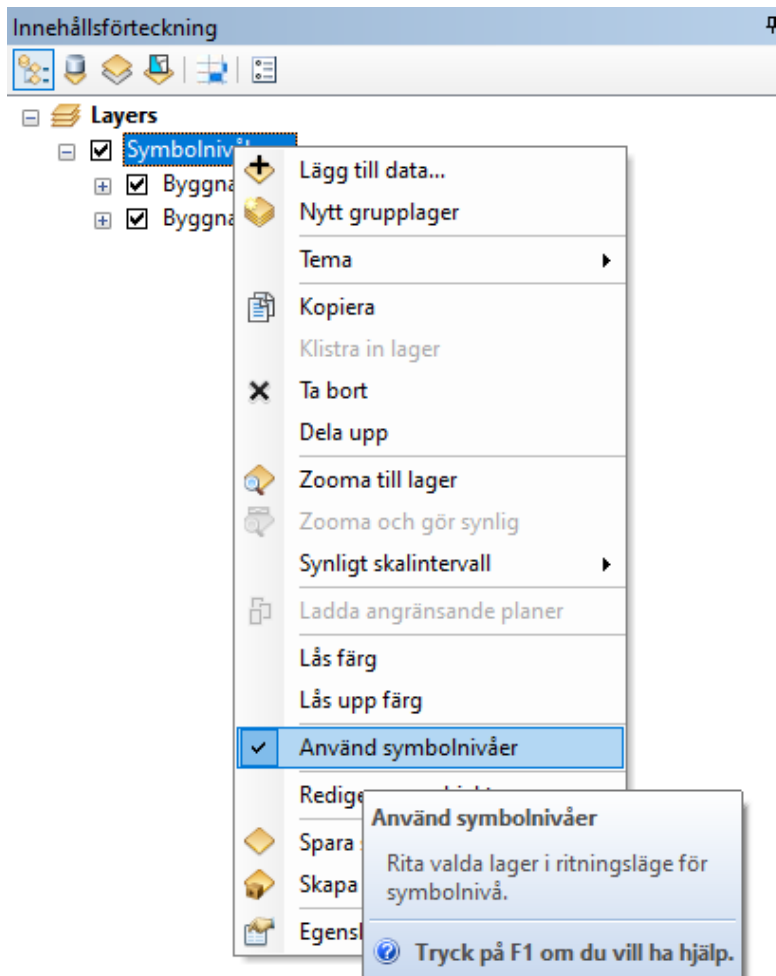 Innehållsförteckning
Layers
Byggna
Byggna
Lägg till data...
Nytt grupplager
Tema
Kopiera
Klistra in lager
Ta bort
Dela upp
Zooma till lager
Zooma och gör synlig
Synligt skalintervall
Ladda angränsande planer
Lås färg
Lås upp färg
Använd symbolnivåer
Spara
Skapa
Egensk
Använd symbolnivåer
Rita valda lager i ritningsläge för
symbolnivå.
Tryck på F1 om du vill ha hjälp.